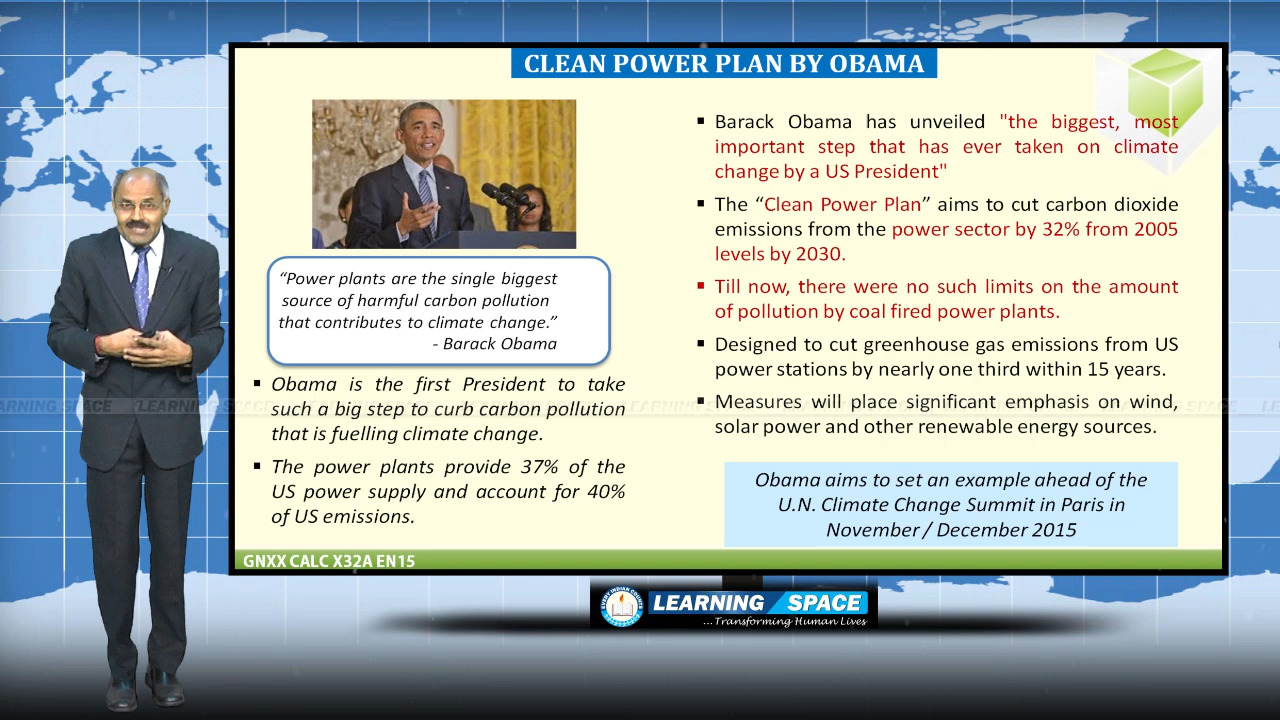 CLEAN POWER PLAN BY OBAMA
“Power plants are the single biggest
source of harmful carbon pollution
that contributes to climate change.”
- Barack Obama
▪ Obama is the first President to take
such a big step to curb carbon pollution
that is fuelling climate change.
▪ The power plants provide 37% of the
US power supply and account for 40%
of US emissions.
▪ Barack Obama has unveiled "the biggest, most
important step that has ever taken on climate
change by a US President"
▪ The “Clean Power Plan” aims to cut carbon dioxide
emissions from the power sector by 32% from 2005
levels by 2030.
▪ Till now, there were no such limits on the amount
of pollution by coal fired power plants.
▪ Designed to cut greenhouse gas emissions from US
power stations by nearly one third within 15 years.
▪ Measures will place significant emphasis on wind,
solar power and other renewable energy sources.
Obama aims to set an example ahead of the
U.N. Climate Change Summit in Paris in
November / December 2015
GNXX CALC X32A EN15
LEARNING SPACE
...Transforming Human Lives